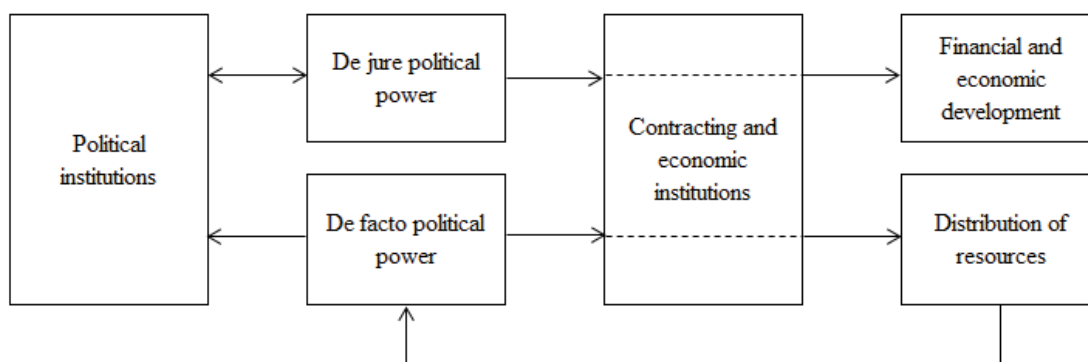 Political
institutions
De jure political
power
De facto political
power
Contracting and
economic
institutions
Financial and
economic
development
Distribution of
resources